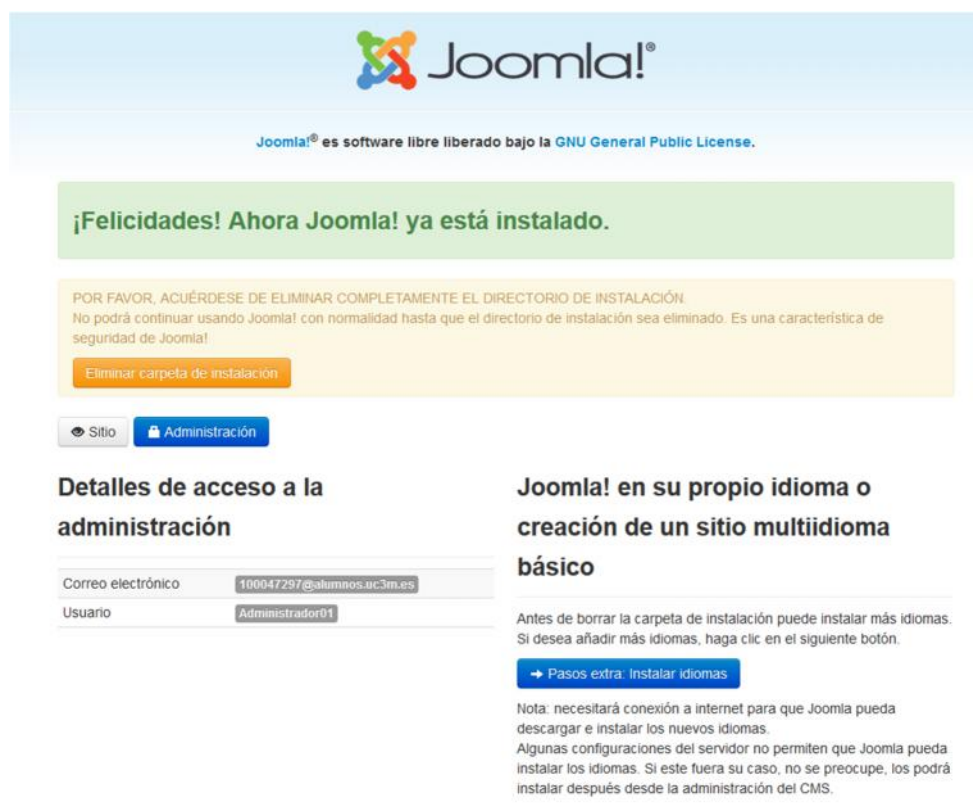 Joomla!®
Joomla!® es software libre liberado bajo la GNU General Public License.
¡Felicidades! Ahora Joomla! ya está instalado.
POR FAVOR, ACUÉRDESE DE ELIMINAR COMPLETAMENTE EL DIRECTORIO DE INSTALACIÓN.
No podrá continuar usando Joomla! con normalidad hasta que el directorio de instalación sea eliminado. Es una característica de
seguridad de Joomla!
Eliminar carpeta de instalación
Sitio
Administración
Detalles de acceso a la
administración
Correo electrónico 100047297@alumnos.uc3m.es
Usuario Administrador01
Joomla! en su propio idioma o
creación de un sitio multiidioma
básico
Antes de borrar la carpeta de instalación puede instalar más idiomas.
Si desea añadir más idiomas, haga clic en el siguiente botón.
Pasos extra: Instalar idiomas
Nota: necesitará conexión a internet para que Joomla pueda
descargar e instalar los nuevos idiomas.
Algunas configuraciones del servidor no permiten que Joomla pueda
instalar los idiomas. Si este fuera su caso, no se preocupe, los podrá
instalar después desde la administración del CMS.